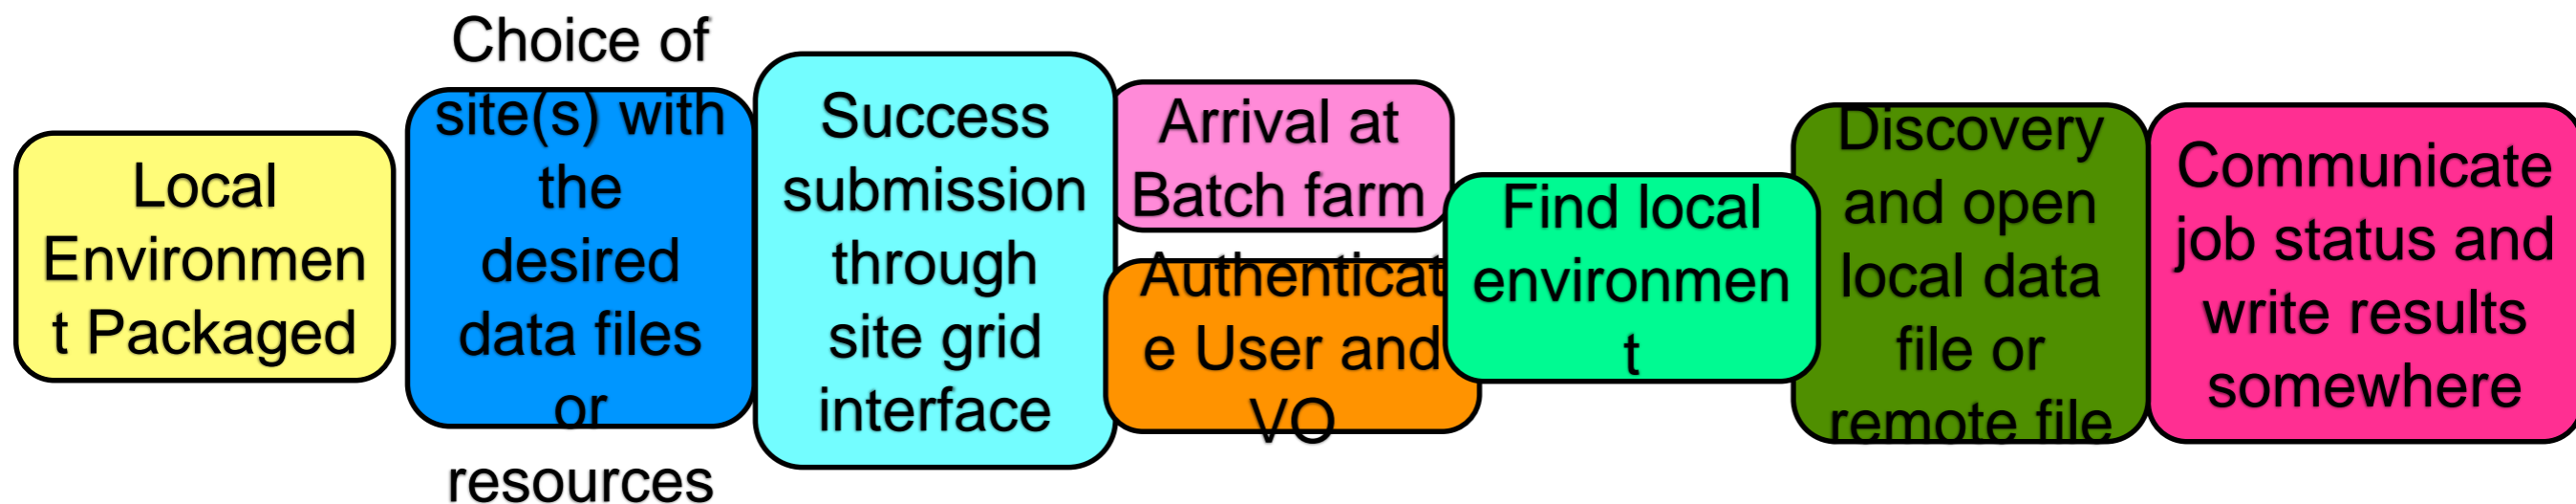 Local
Environmen
t Packaged
Choice of
site(s) with
the
desired
data files
or
resources
Success
submission
through
site grid
interface
Arrival at
Batch farm
Authenticat
e User and
VO
Find local
environmen
t
Discovery
and open
local data
file or
remote file
Communicate
job status and
write results
somewhere